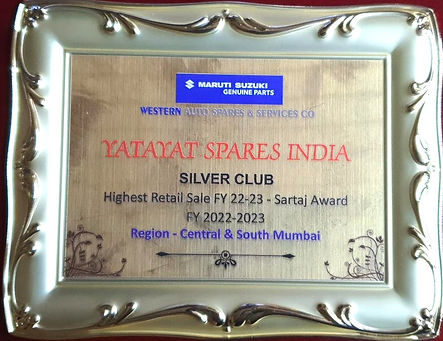 MARUTI SUZUKI
GENUINE PARTS
WESTERN AUTO SPARES & SERVICES CO
YATAYAT SPARES INDIA
SILVER CLUB
Highest Retail Sale FY 22-23 - Sartaj Award
FY 2022-2023
Region - Central & South Mumbai